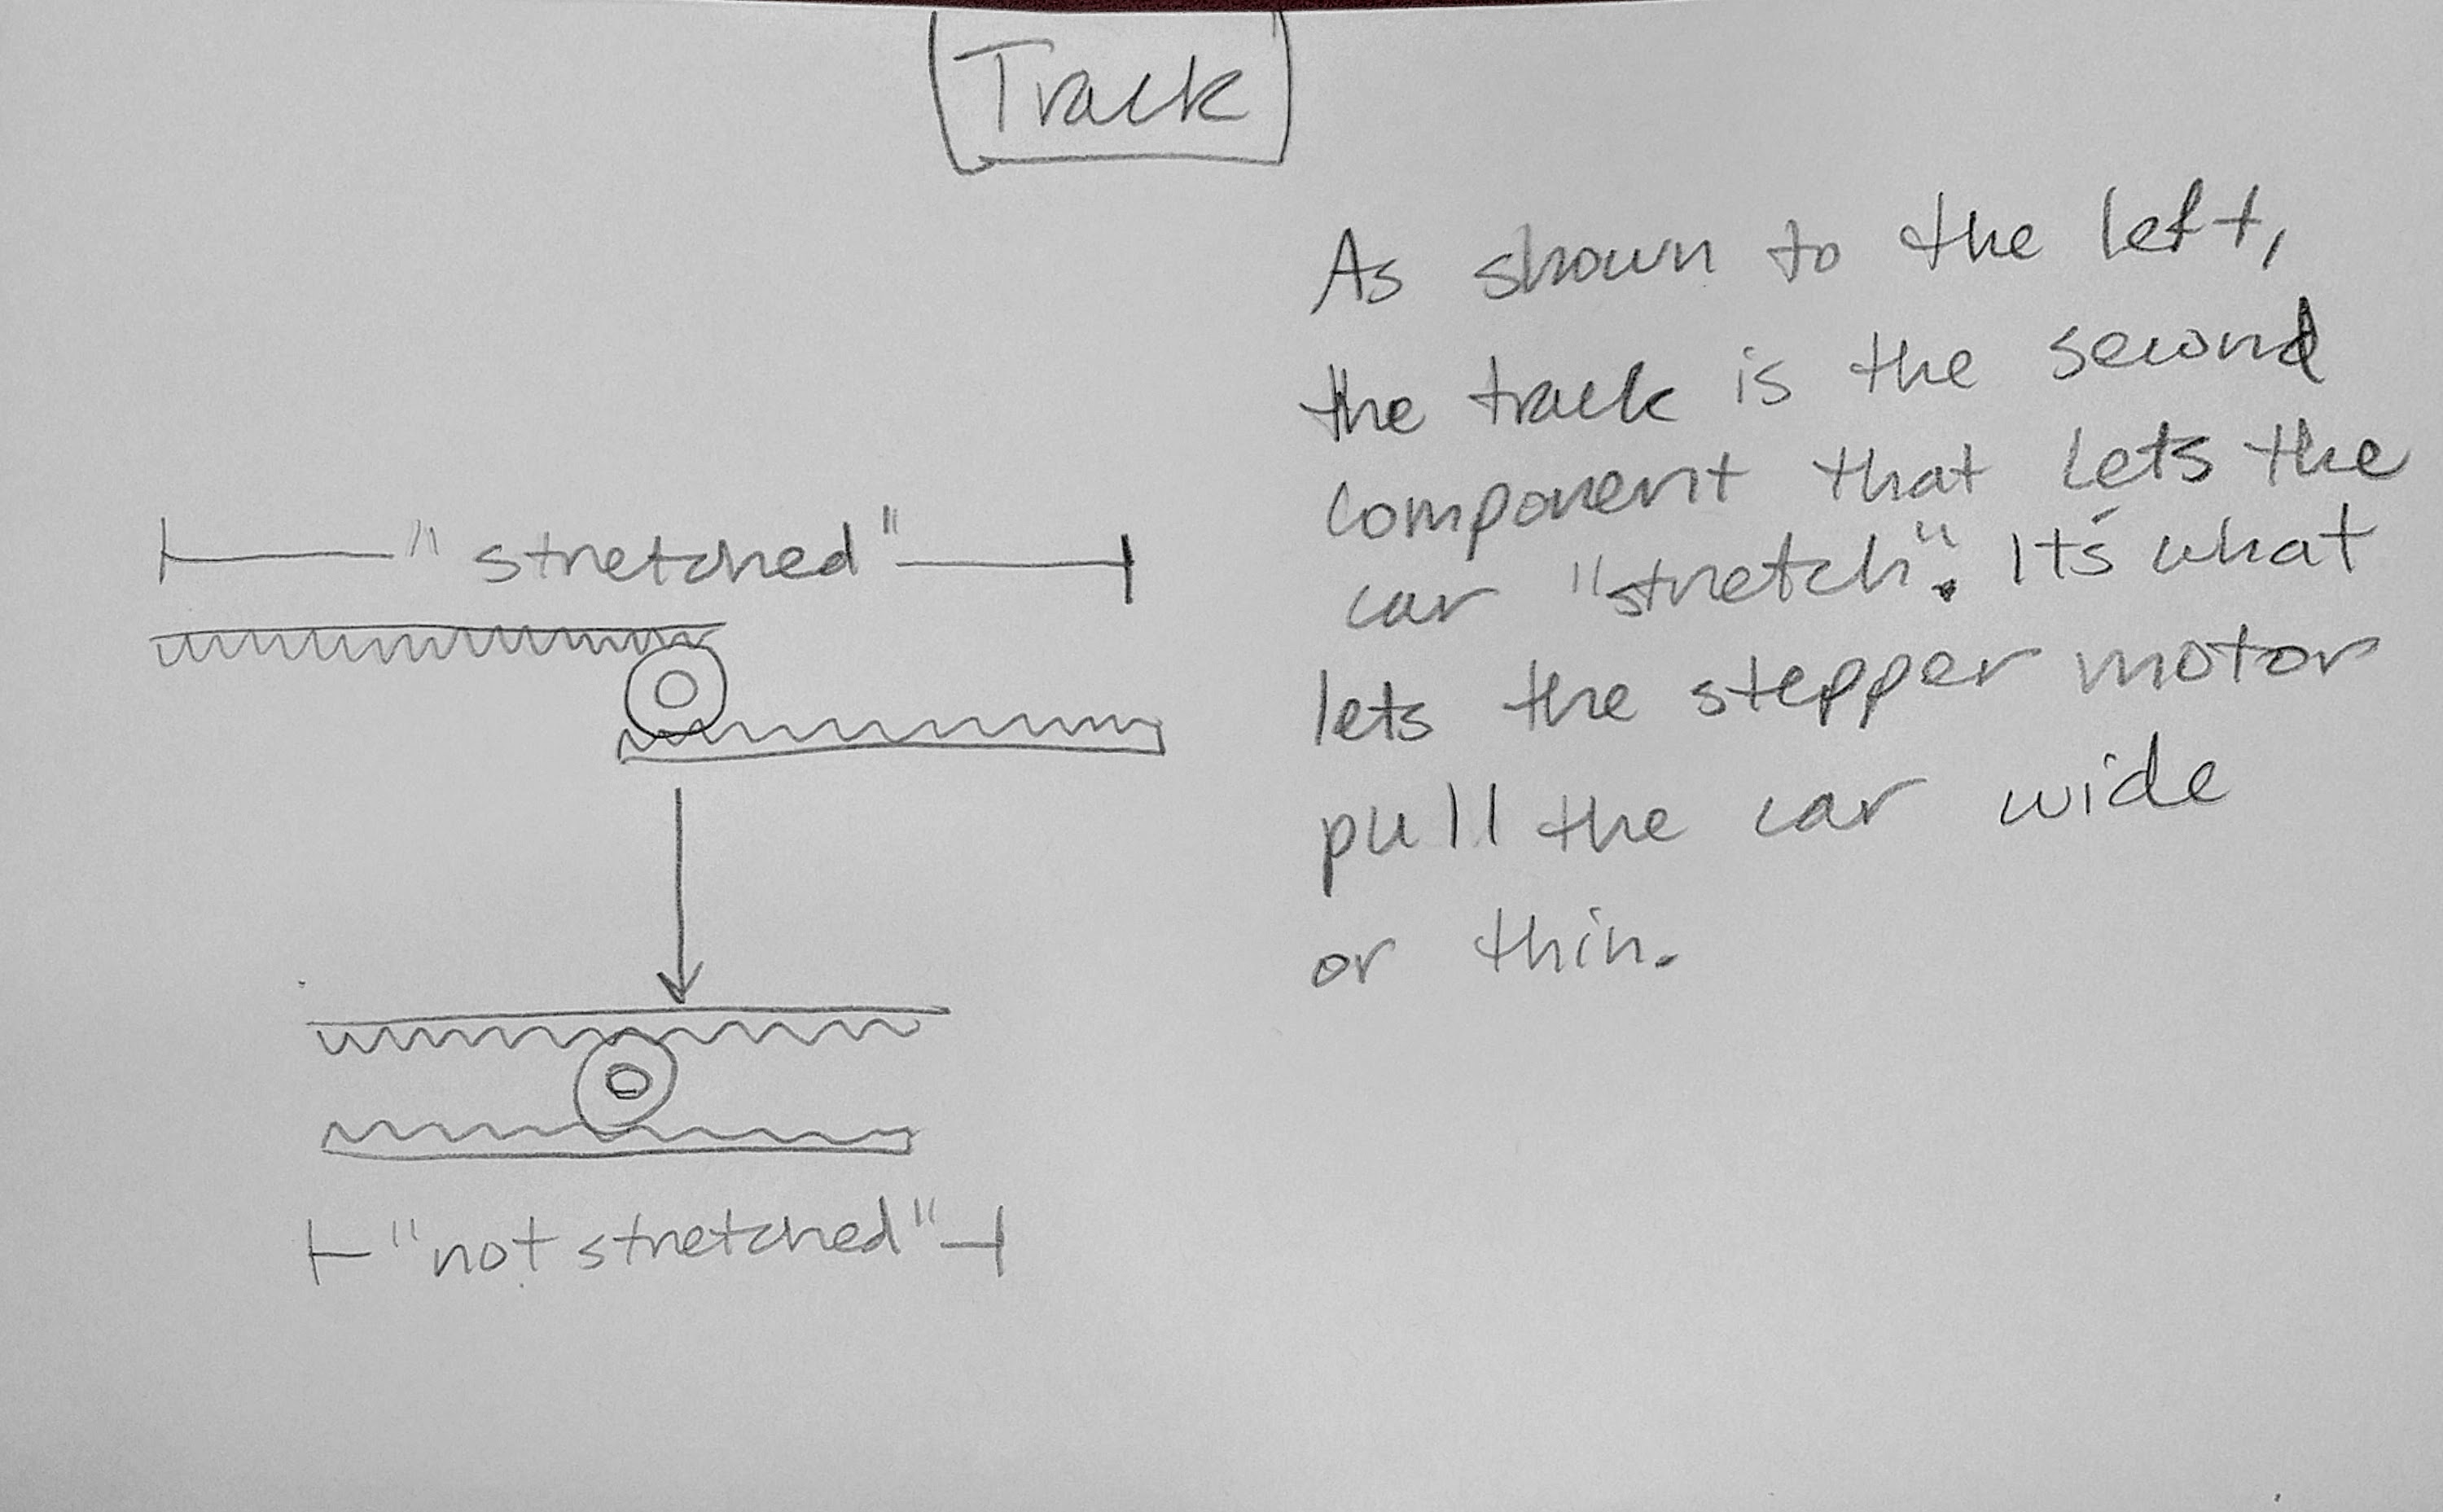 Track
As shown to the left,
the track is the second
component that lets the
car "stretch". It's what
lets the stepper motor
pull the car wide
or thin.
"stretched"
"not stretched"